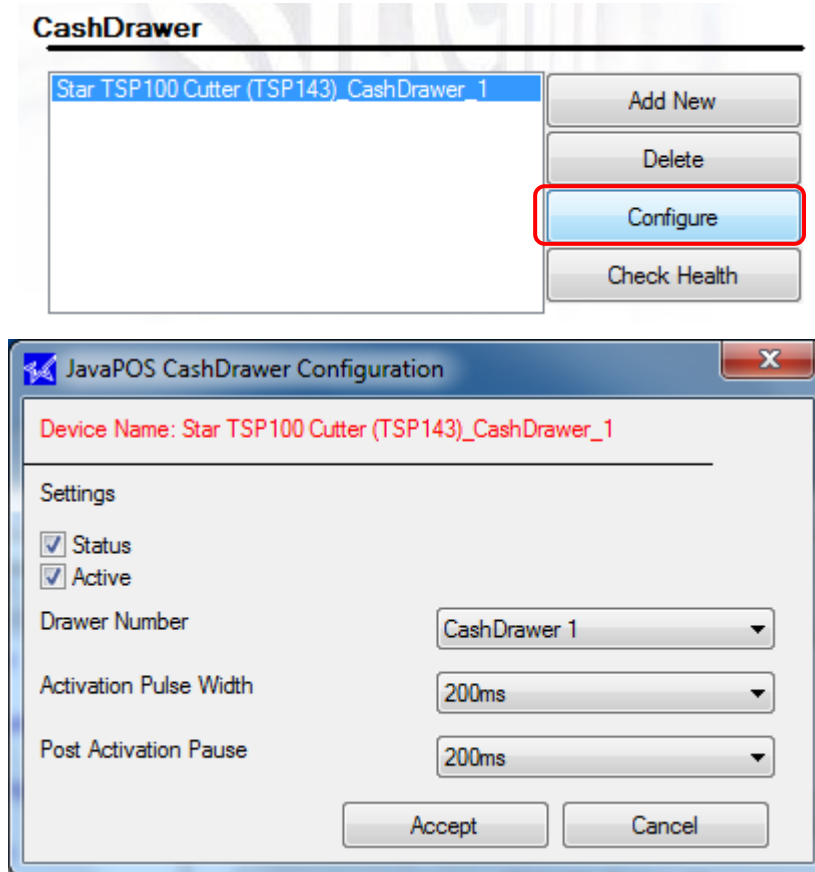 CashDrawer
Star TSP100 Cutter (TSP143)_CashDrawer_1
Add New
Delete
Configure
Check Health
JavaPOS CashDrawer Configuration
Device Name: Star TSP100 Cutter (TSP143)_CashDrawer_1
Settings
Status
Active
Drawer Number CashDrawer 1
Activation Pulse Width 200ms
Post Activation Pause 200ms
Accept Cancel